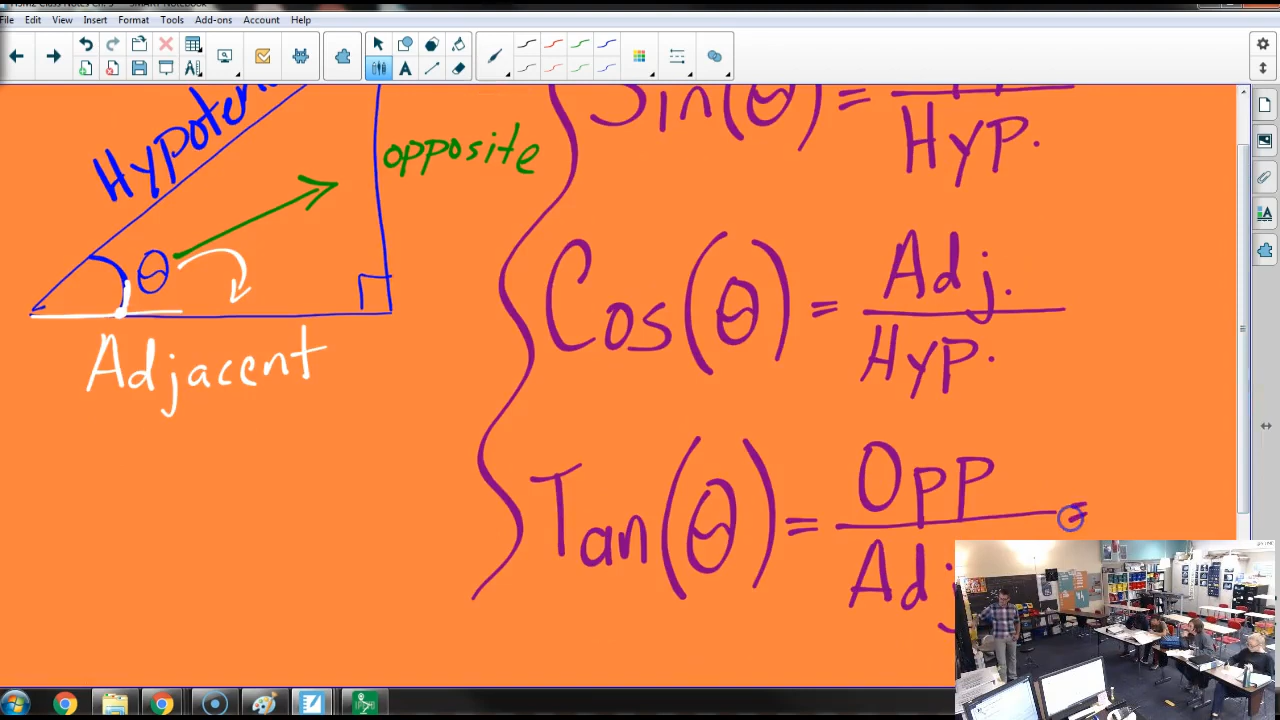 File Edit View Insert Format Tools Add-ons Account Help
Hypoten
opposite
θ
Adjacent
Sin(θ) =
Hyp.
Cos(θ) = Adj.
Hyp.
Tan(θ) = Opp
Adj